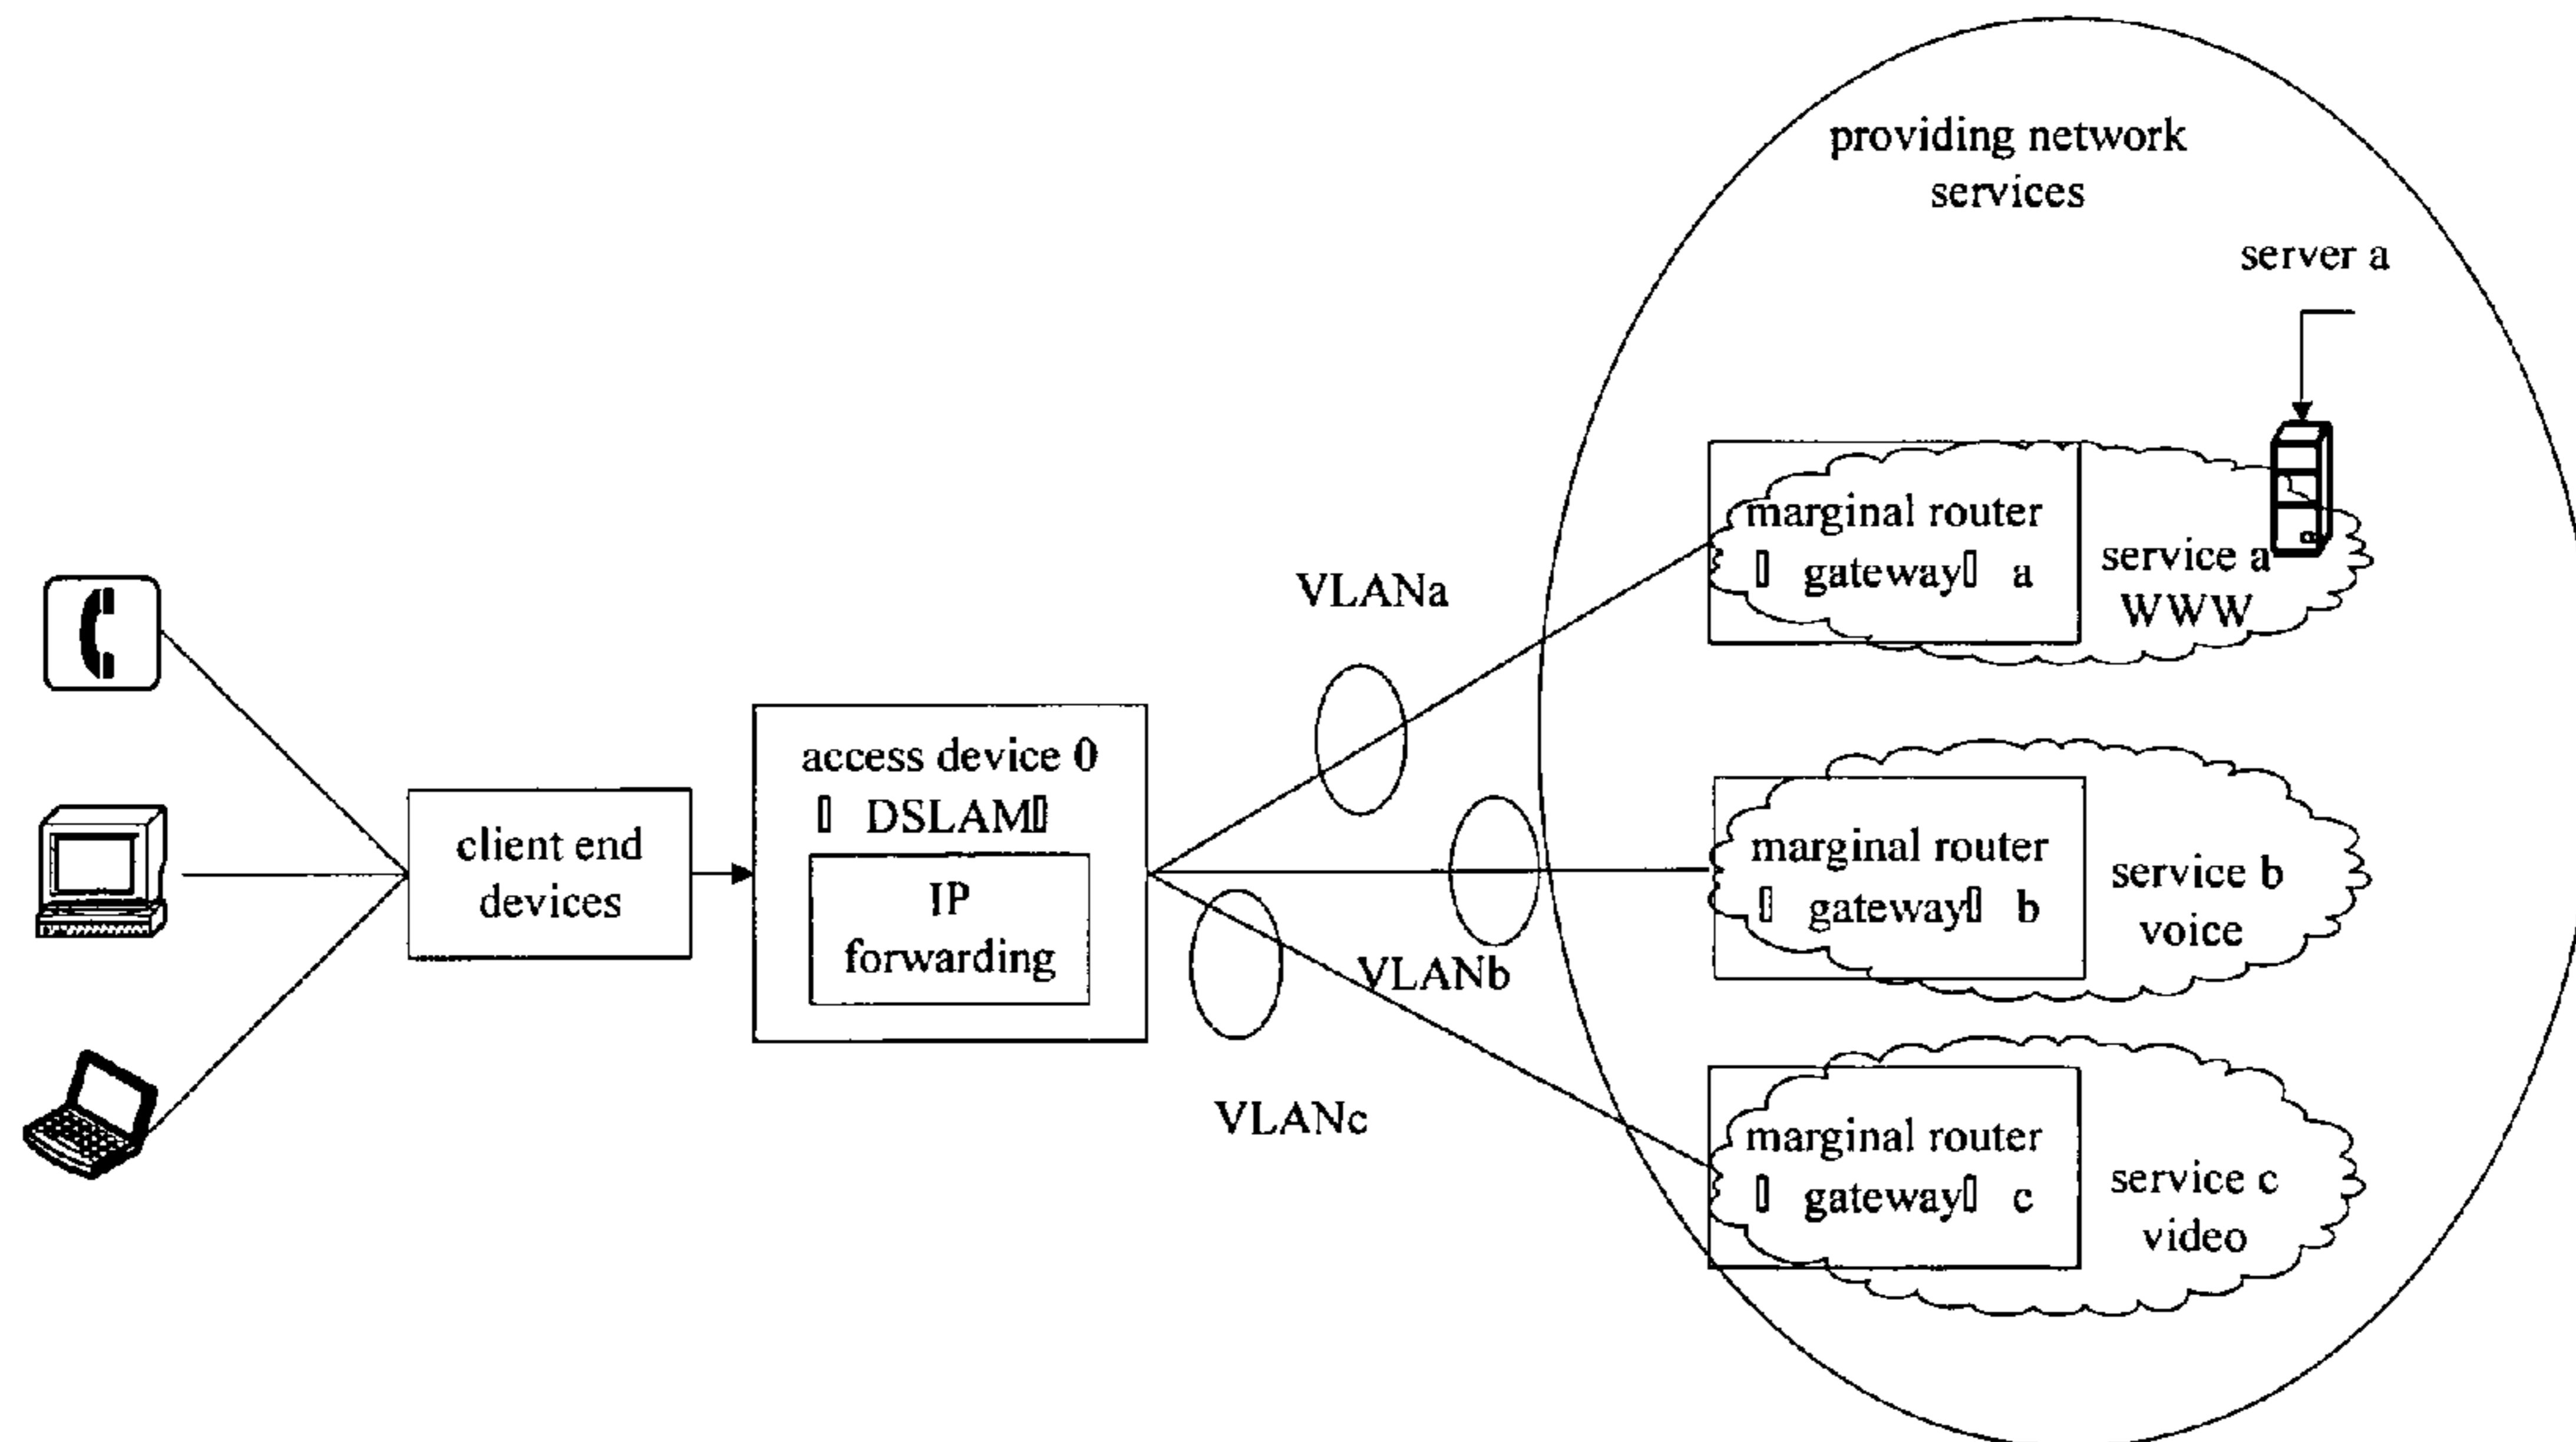 providing network
services
server a
marginal router
▯ gateway▯ a
service a
WWW
VLANa
access device 0
▯ DSLAM▯
IP
forwarding
client end
devices
marginal router
▯ gateway▯ b
service b
voice
VLANb
VLANc
marginal router
▯ gateway▯ c
service c
video